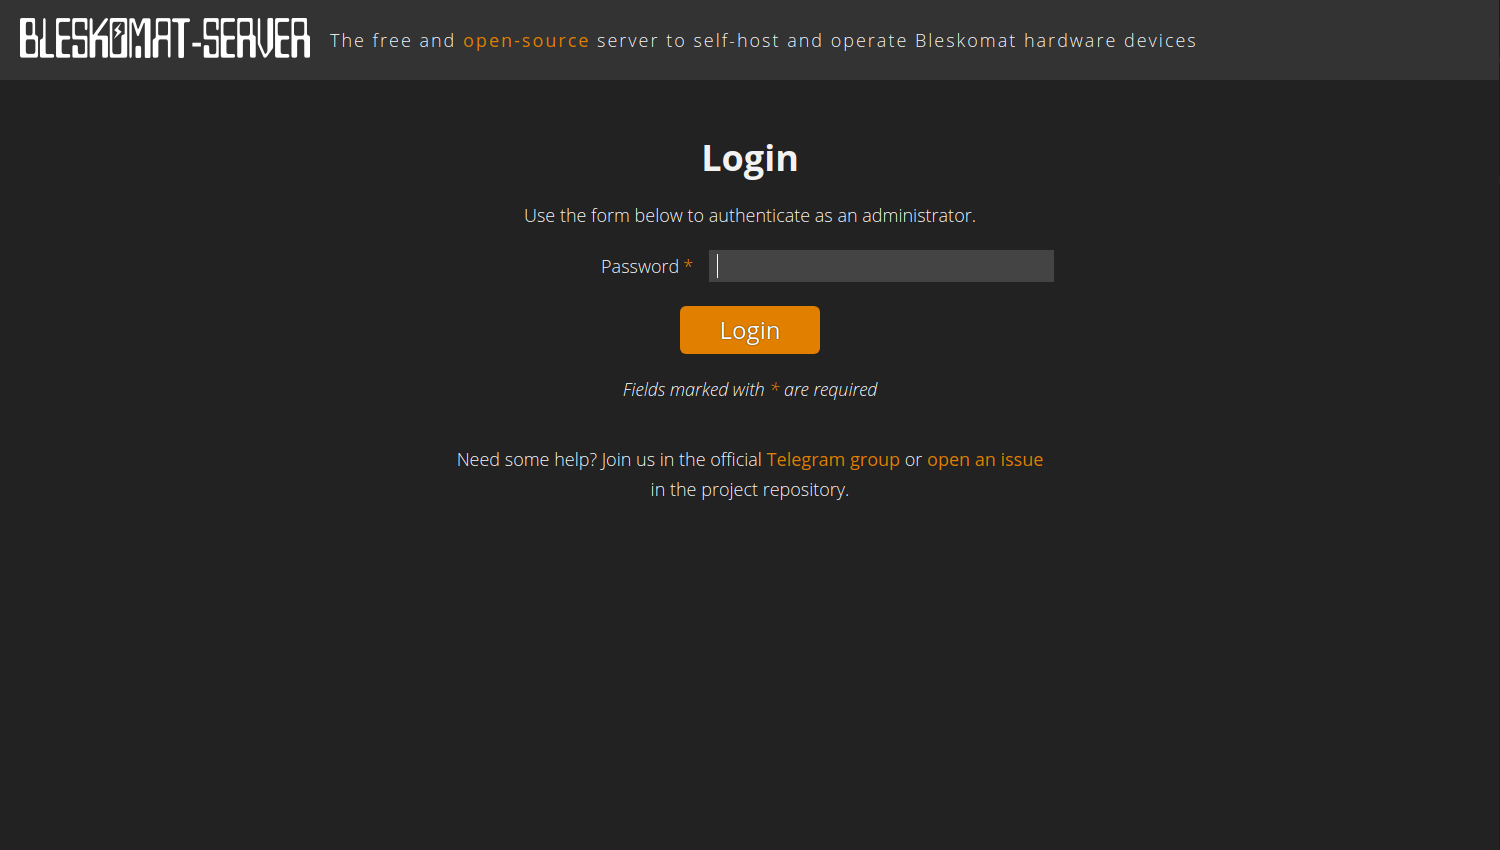 BLESKOMAT-SERVER The free and open-source server to self-host and operate Bleskomat hardware devices
Login
Use the form below to authenticate as an administrator.
Password *
Login
Fields marked with * are required
Need some help? Join us in the official Telegram group or open an issue
in the project repository.